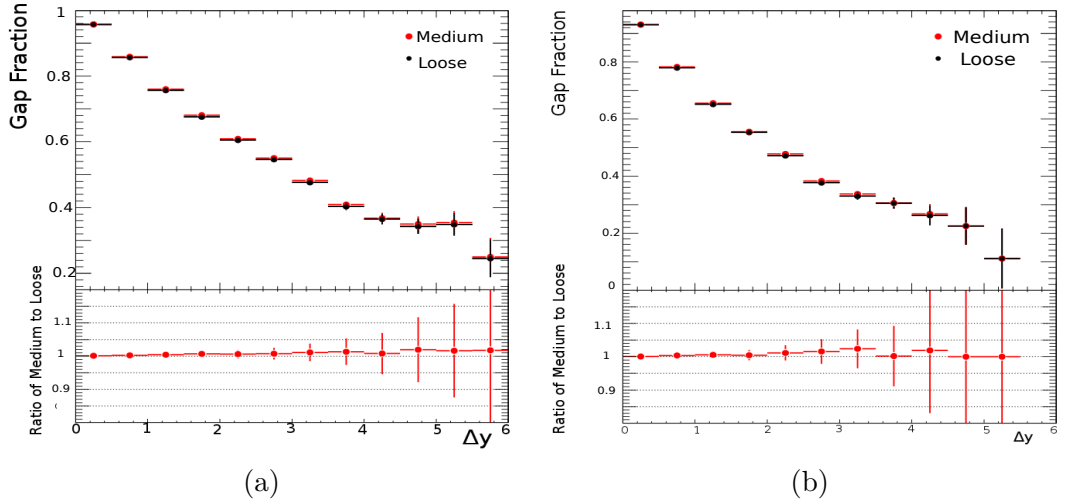 Gap Fraction
1
0.8
0.6
0.4
0.2
Medium
Loose
Ratio of Medium to Loose
1.1
1
0.9
0 1 2 3 4 5 6
Δy
(a)
Gap Fraction
0.8
0.6
0.4
0.2
0
Medium
Loose
Ratio of Medium to Loose
1.1
1
0.9
0 1 2 3 4 5 6
Δy
(b)